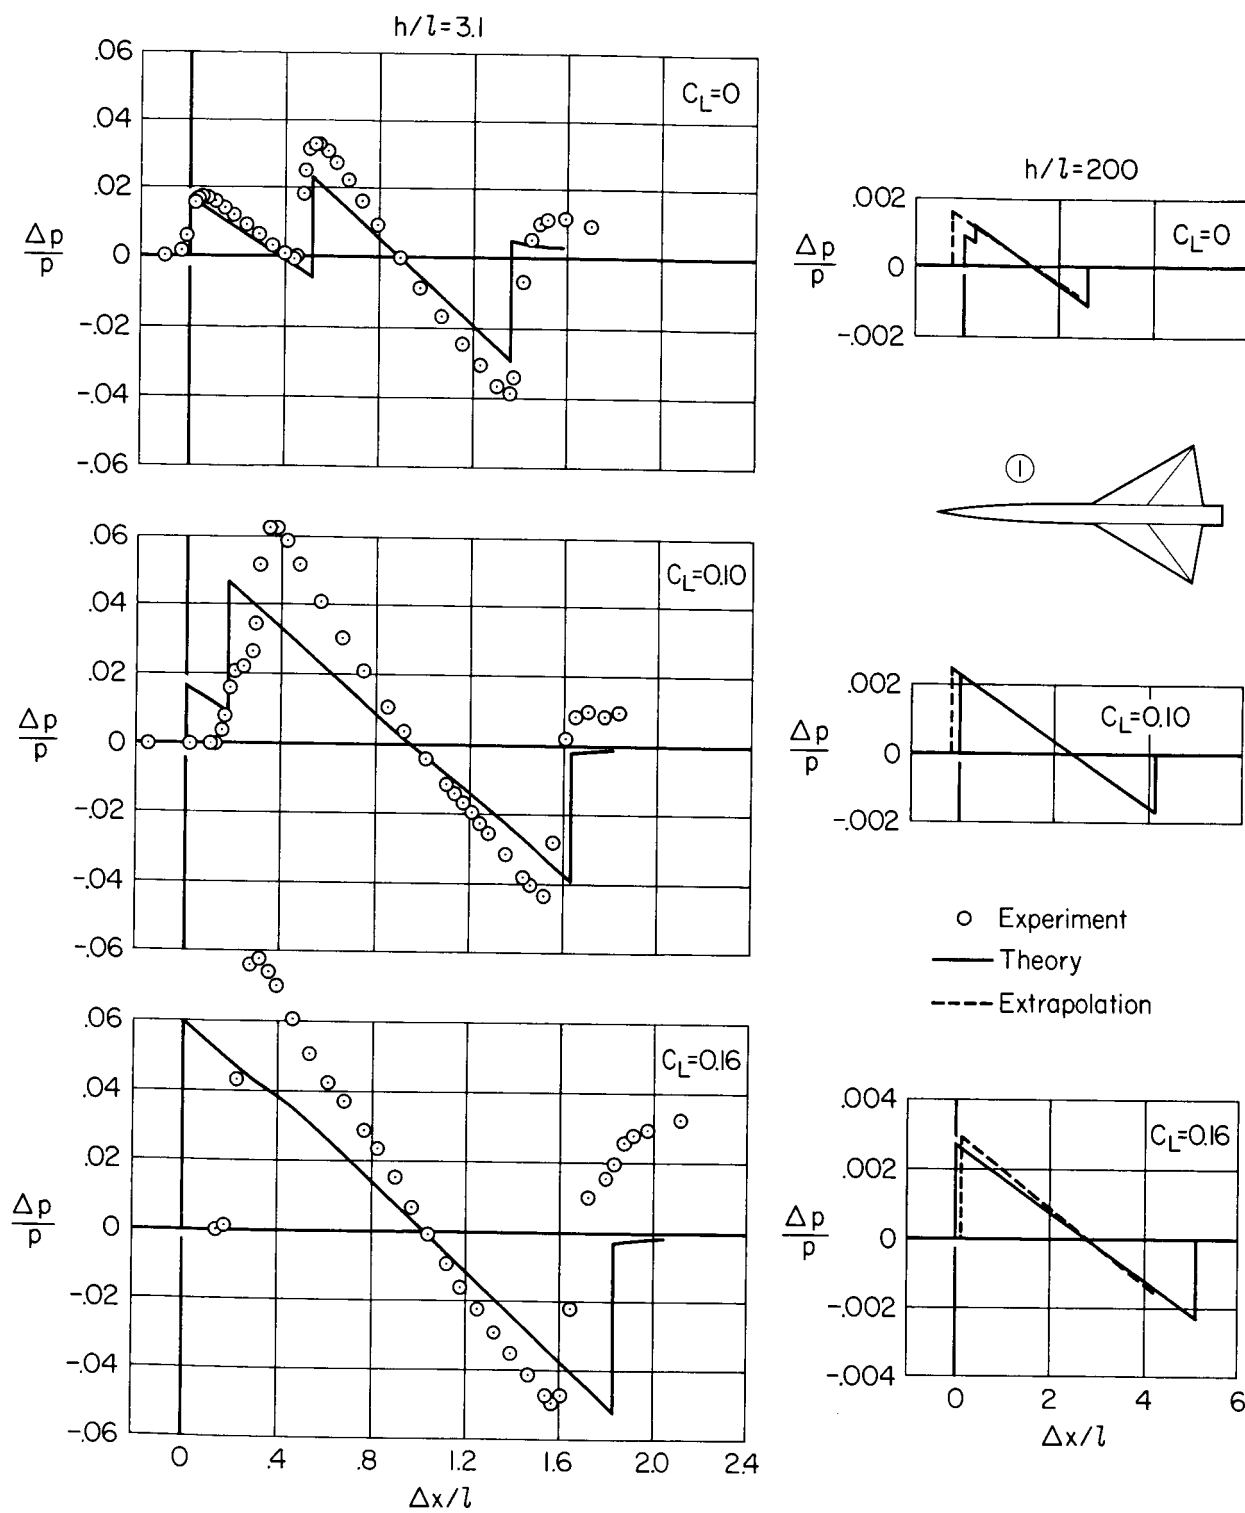 h/l=3.1
.06
.04
.02
0
-.02
-.04
-.06
Δp/p
C_L=0
.06
.04
.02
0
-.02
-.04
-.06
Δp/p
C_L=0.10
.06
.04
.02
0
-.02
-.04
-.06
Δp/p
C_L=0.16
0 .4 .8 1.2 1.6 2.0 2.4
Δx/l
h/l=200
.002
0
-.002
Δp/p
C_L=0
1
.002
0
-.002
Δp/p
C_L=0.10
Experiment
Theory
Extrapolation
.004
.002
0
-.002
-.004
Δp/p
C_L=0.16
0 2 4 6
Δx/l